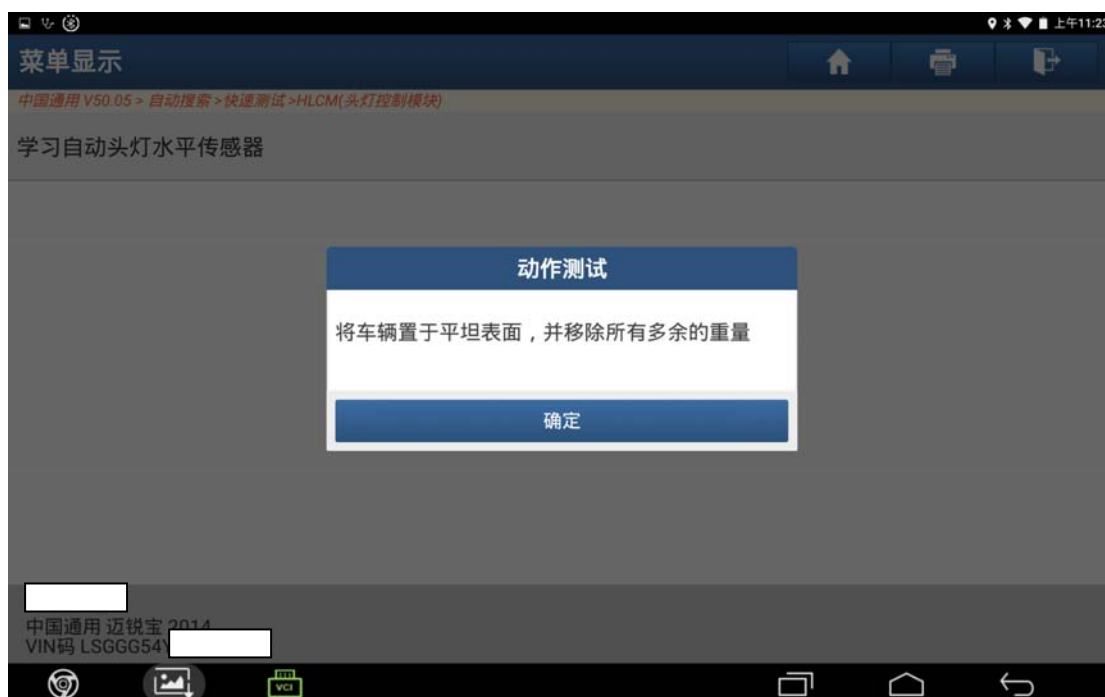 上午11:23
菜单显示
中国通用 V50.05 > 自动搜索 > 快速测试 >HLCM(头灯控制模块)
学习自动头灯水平传感器
动作测试
将车辆置于平坦表面，并移除所有多余的重量
确定
中国通用 迈锐宝 2014
VIN码 LSGGG54Y
VCI